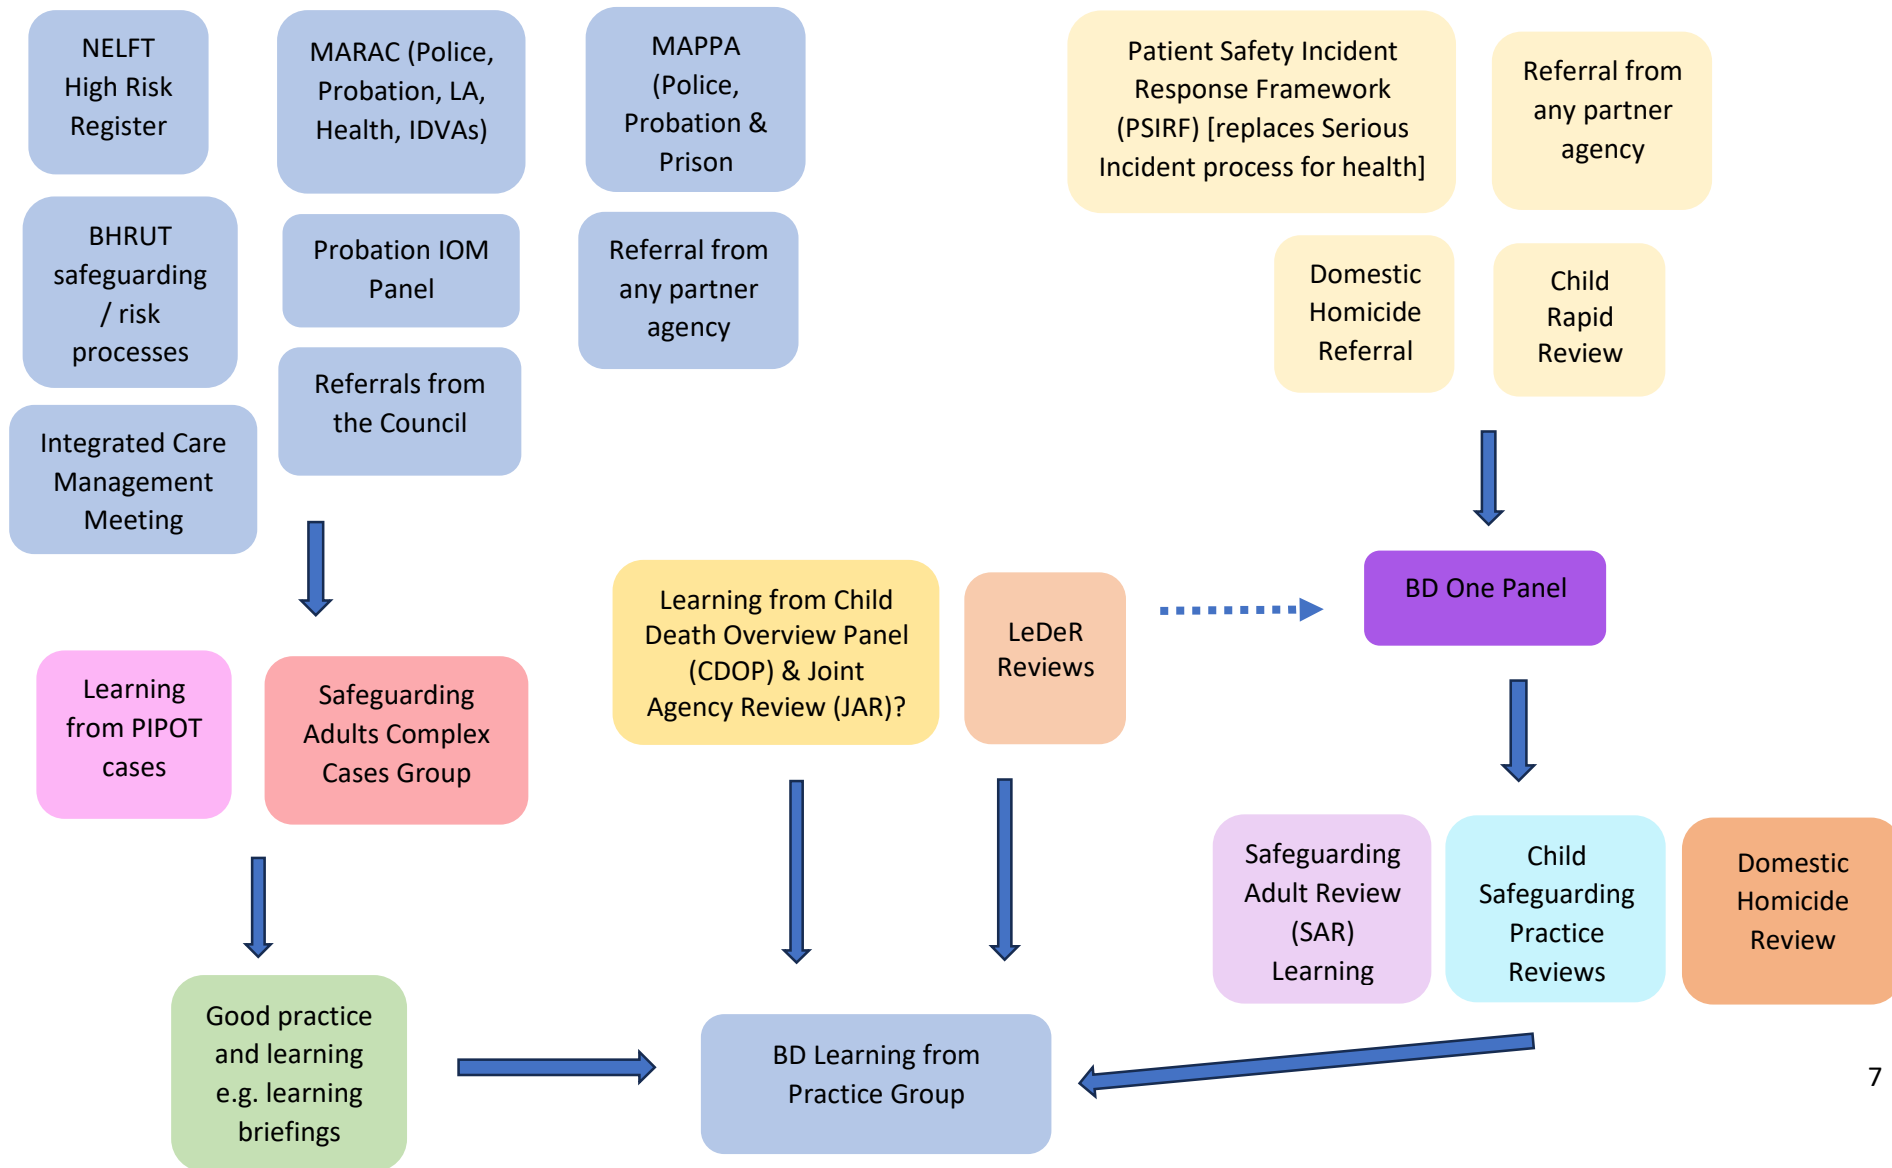 NELFT
High Risk
Register
MARAC (Police,
Probation, LA,
Health, IDVAs)
MAPPA
(Police,
Probation &
Prison
Patient Safety Incident
Response Framework
(PSIRF) [replaces Serious
Incident process for health]
Referral from
any partner
agency
BHRUT
safeguarding
/ risk
processes
Probation IOM
Panel
Referral from
any partner
agency
Domestic
Homicide
Referral
Child
Rapid
Review
Integrated Care
Management
Meeting
Referrals from
the Council
Learning from Child
Death Overview Panel
(CDOP) & Joint
Agency Review (JAR)?
LeDeR
Reviews
BD One Panel
Learning
from PIPOT
cases
Safeguarding
Adults Complex
Cases Group
Safeguarding
Adult Review
(SAR)
Learning
Child
Safeguarding
Practice
Reviews
Domestic
Homicide
Review
Good practice
and learning
e.g. learning
briefings
BD Learning from
Practice Group
7